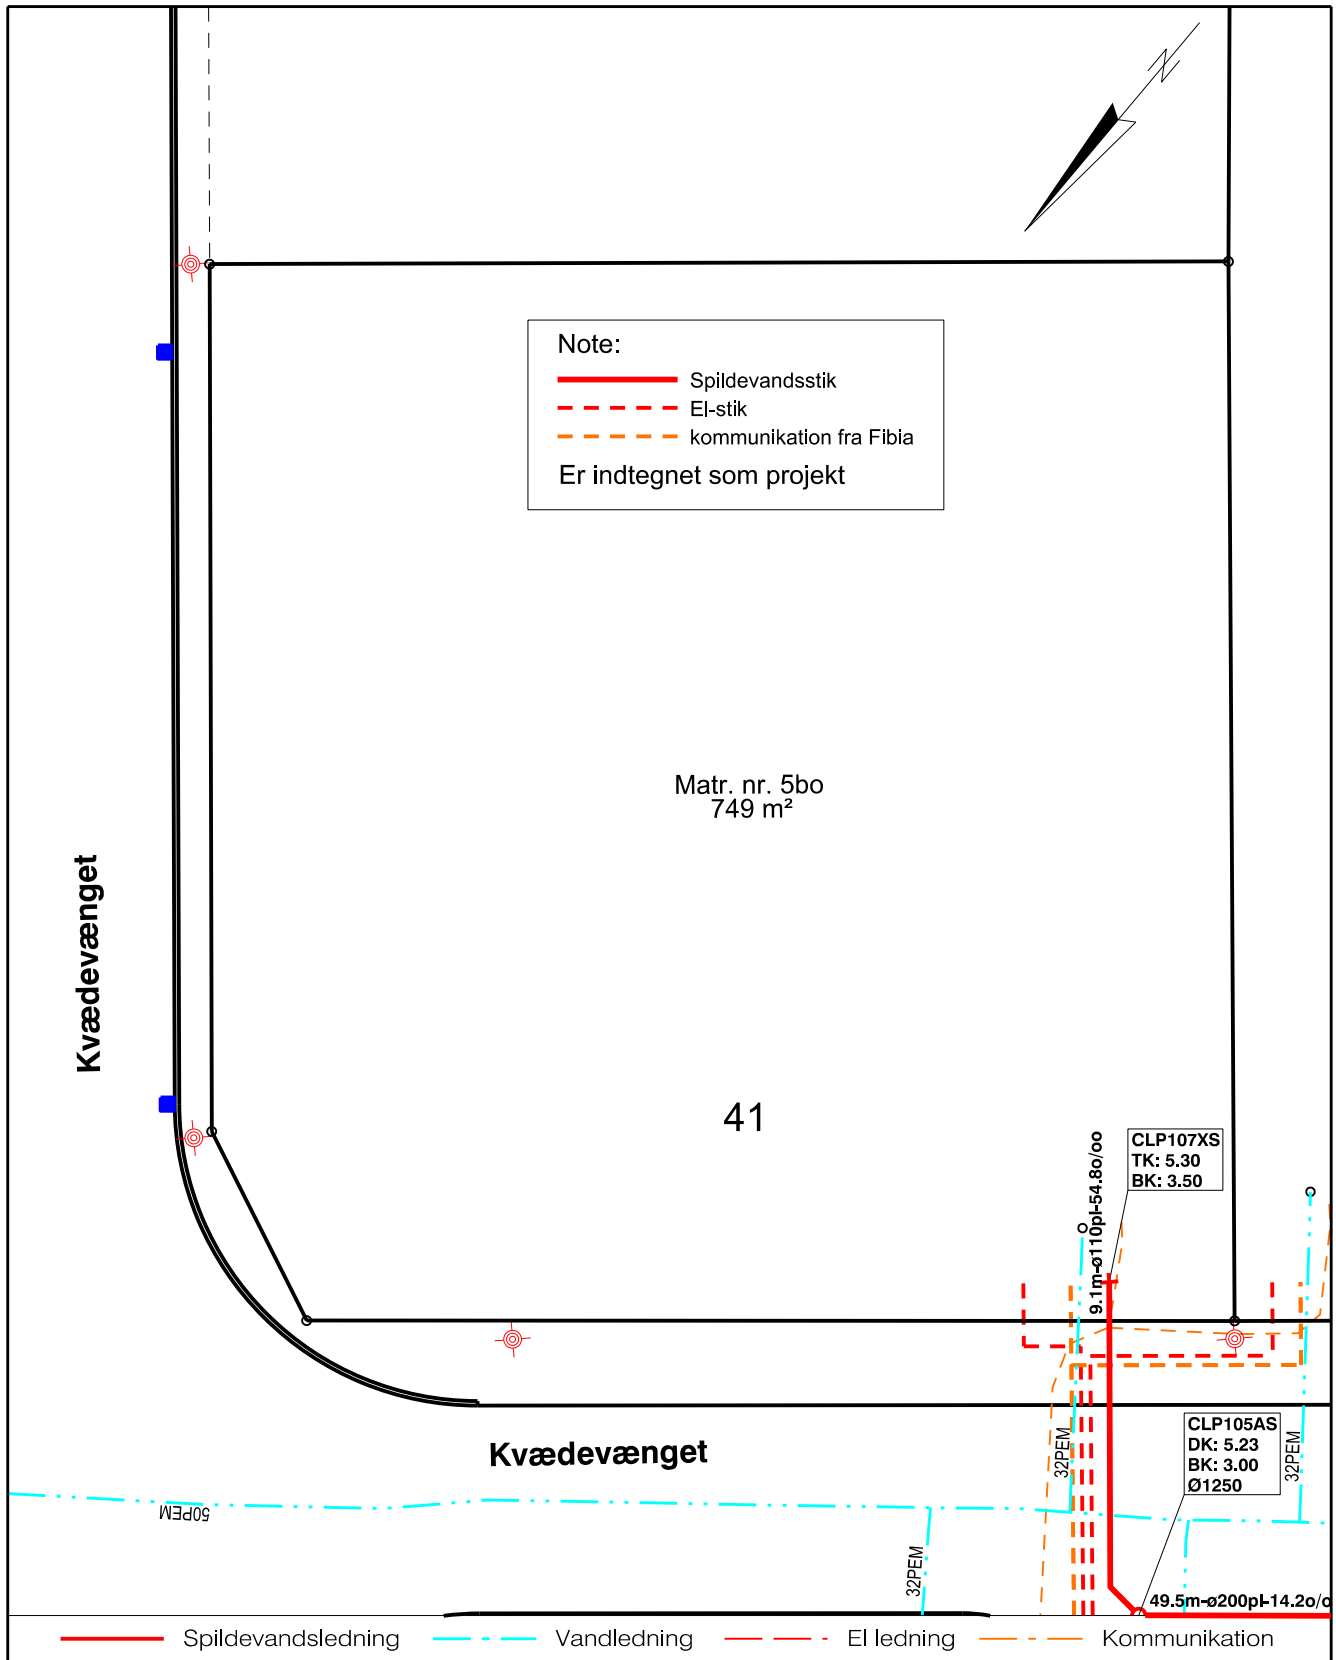 N
Note:
Spildevandsstik
El-stik
kommunikation fra Fibia
Er indtegnet som projekt
Matr. nr. 5bo
749 m²
Kvædevænget
41
9.1m-ø110pl-54.8o/oo
CLP107XS
TK: 5.30
BK: 3.50
Kvædevænget
32PEM
CLP105AS
DK: 5.23
BK: 3.00
Ø1250
32PEM
50PEM
32PEM
49.5m-ø200pl-14.2o/o
Spildevandsledning
Vandledning
El ledning
Kommunikation